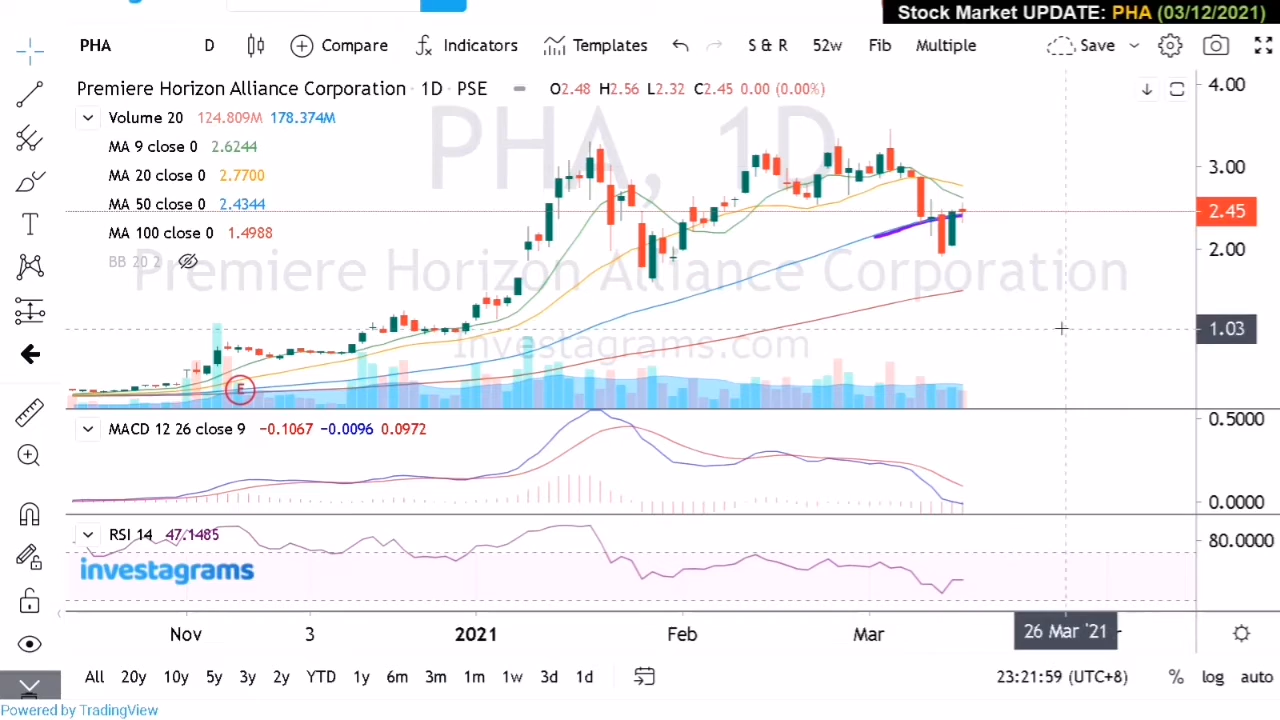 Stock Market UPDATE: PHA (03/12/2021)
PHA D Compare Indicators Templates S & R 52w Fib Multiple Save
Premiere Horizon Alliance Corporation · 1D · PSE O2.48 H2.56 L2.32 C2.45 0.00 (0.00%)
4.00
Volume 20 124.809M 178.374M
PHA, 1D
MA 9 close 0 2.6244
3.00
MA 20 close 0 2.7700
MA 50 close 0 2.4344
2.45
MA 100 close 0 1.4988
2.00
BB 20 2
Premiere Horizon Alliance Corporation
1.03
Investagrams.com
E
MACD 12 26 close 9 −0.1067 −0.0096 0.0972
0.5000
0.0000
RSI 14 47.1485
80.0000
investagrams
Nov 3 2021 Feb Mar 26 Mar '21
All 20y 10y 5y 3y 2y YTD 1y 6m 3m 1m 1w 3d 1d 23:21:59 (UTC+8) % log auto
Powered by TradingView